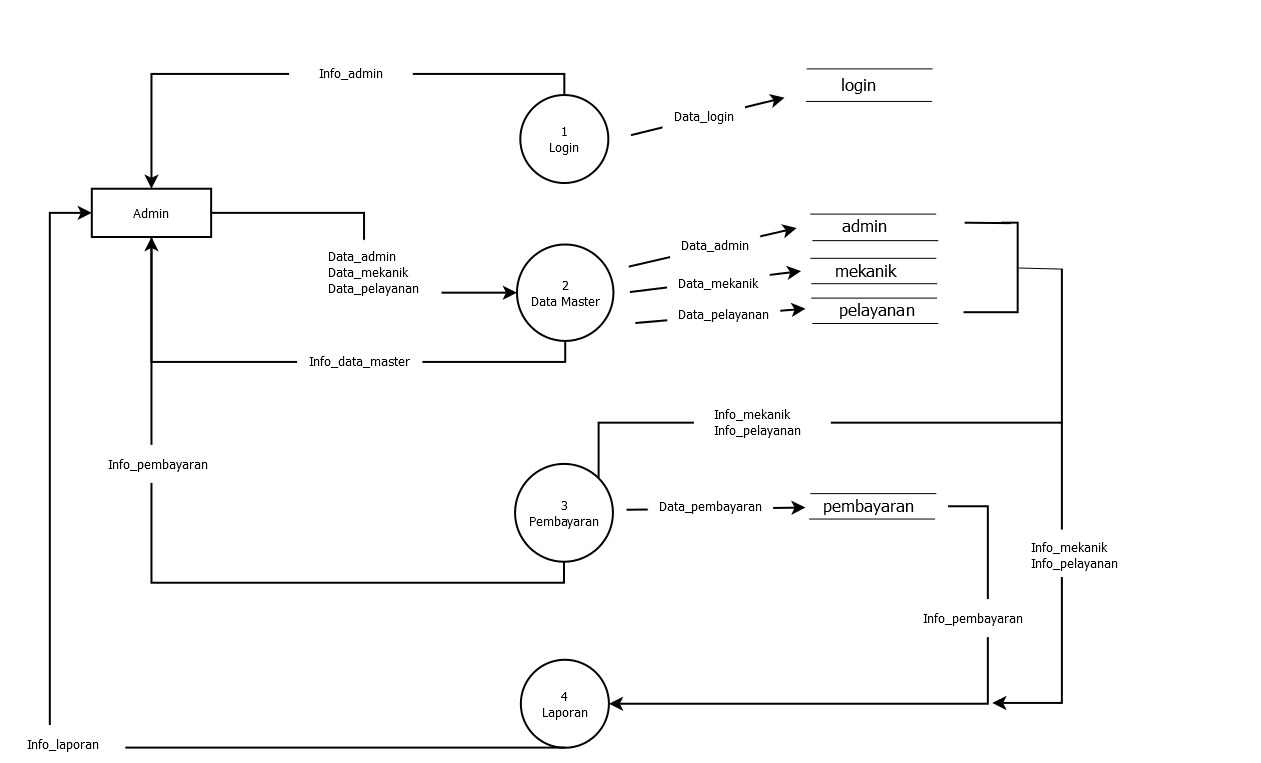 Info_admin
login
Data_login
1
Login
Admin
admin
Data_admin
Data_admin
Data_mekanik
Data_pelayanan
mekanik
2
Data Master
Data_mekanik
pelayanan
Data_pelayanan
Info_data_master
Info_mekanik
Info_pelayanan
Info_pembayaran
3
Pembayaran
Data_pembayaran
pembayaran
Info_mekanik
Info_pelayanan
Info_pembayaran
4
Laporan
Info_laporan